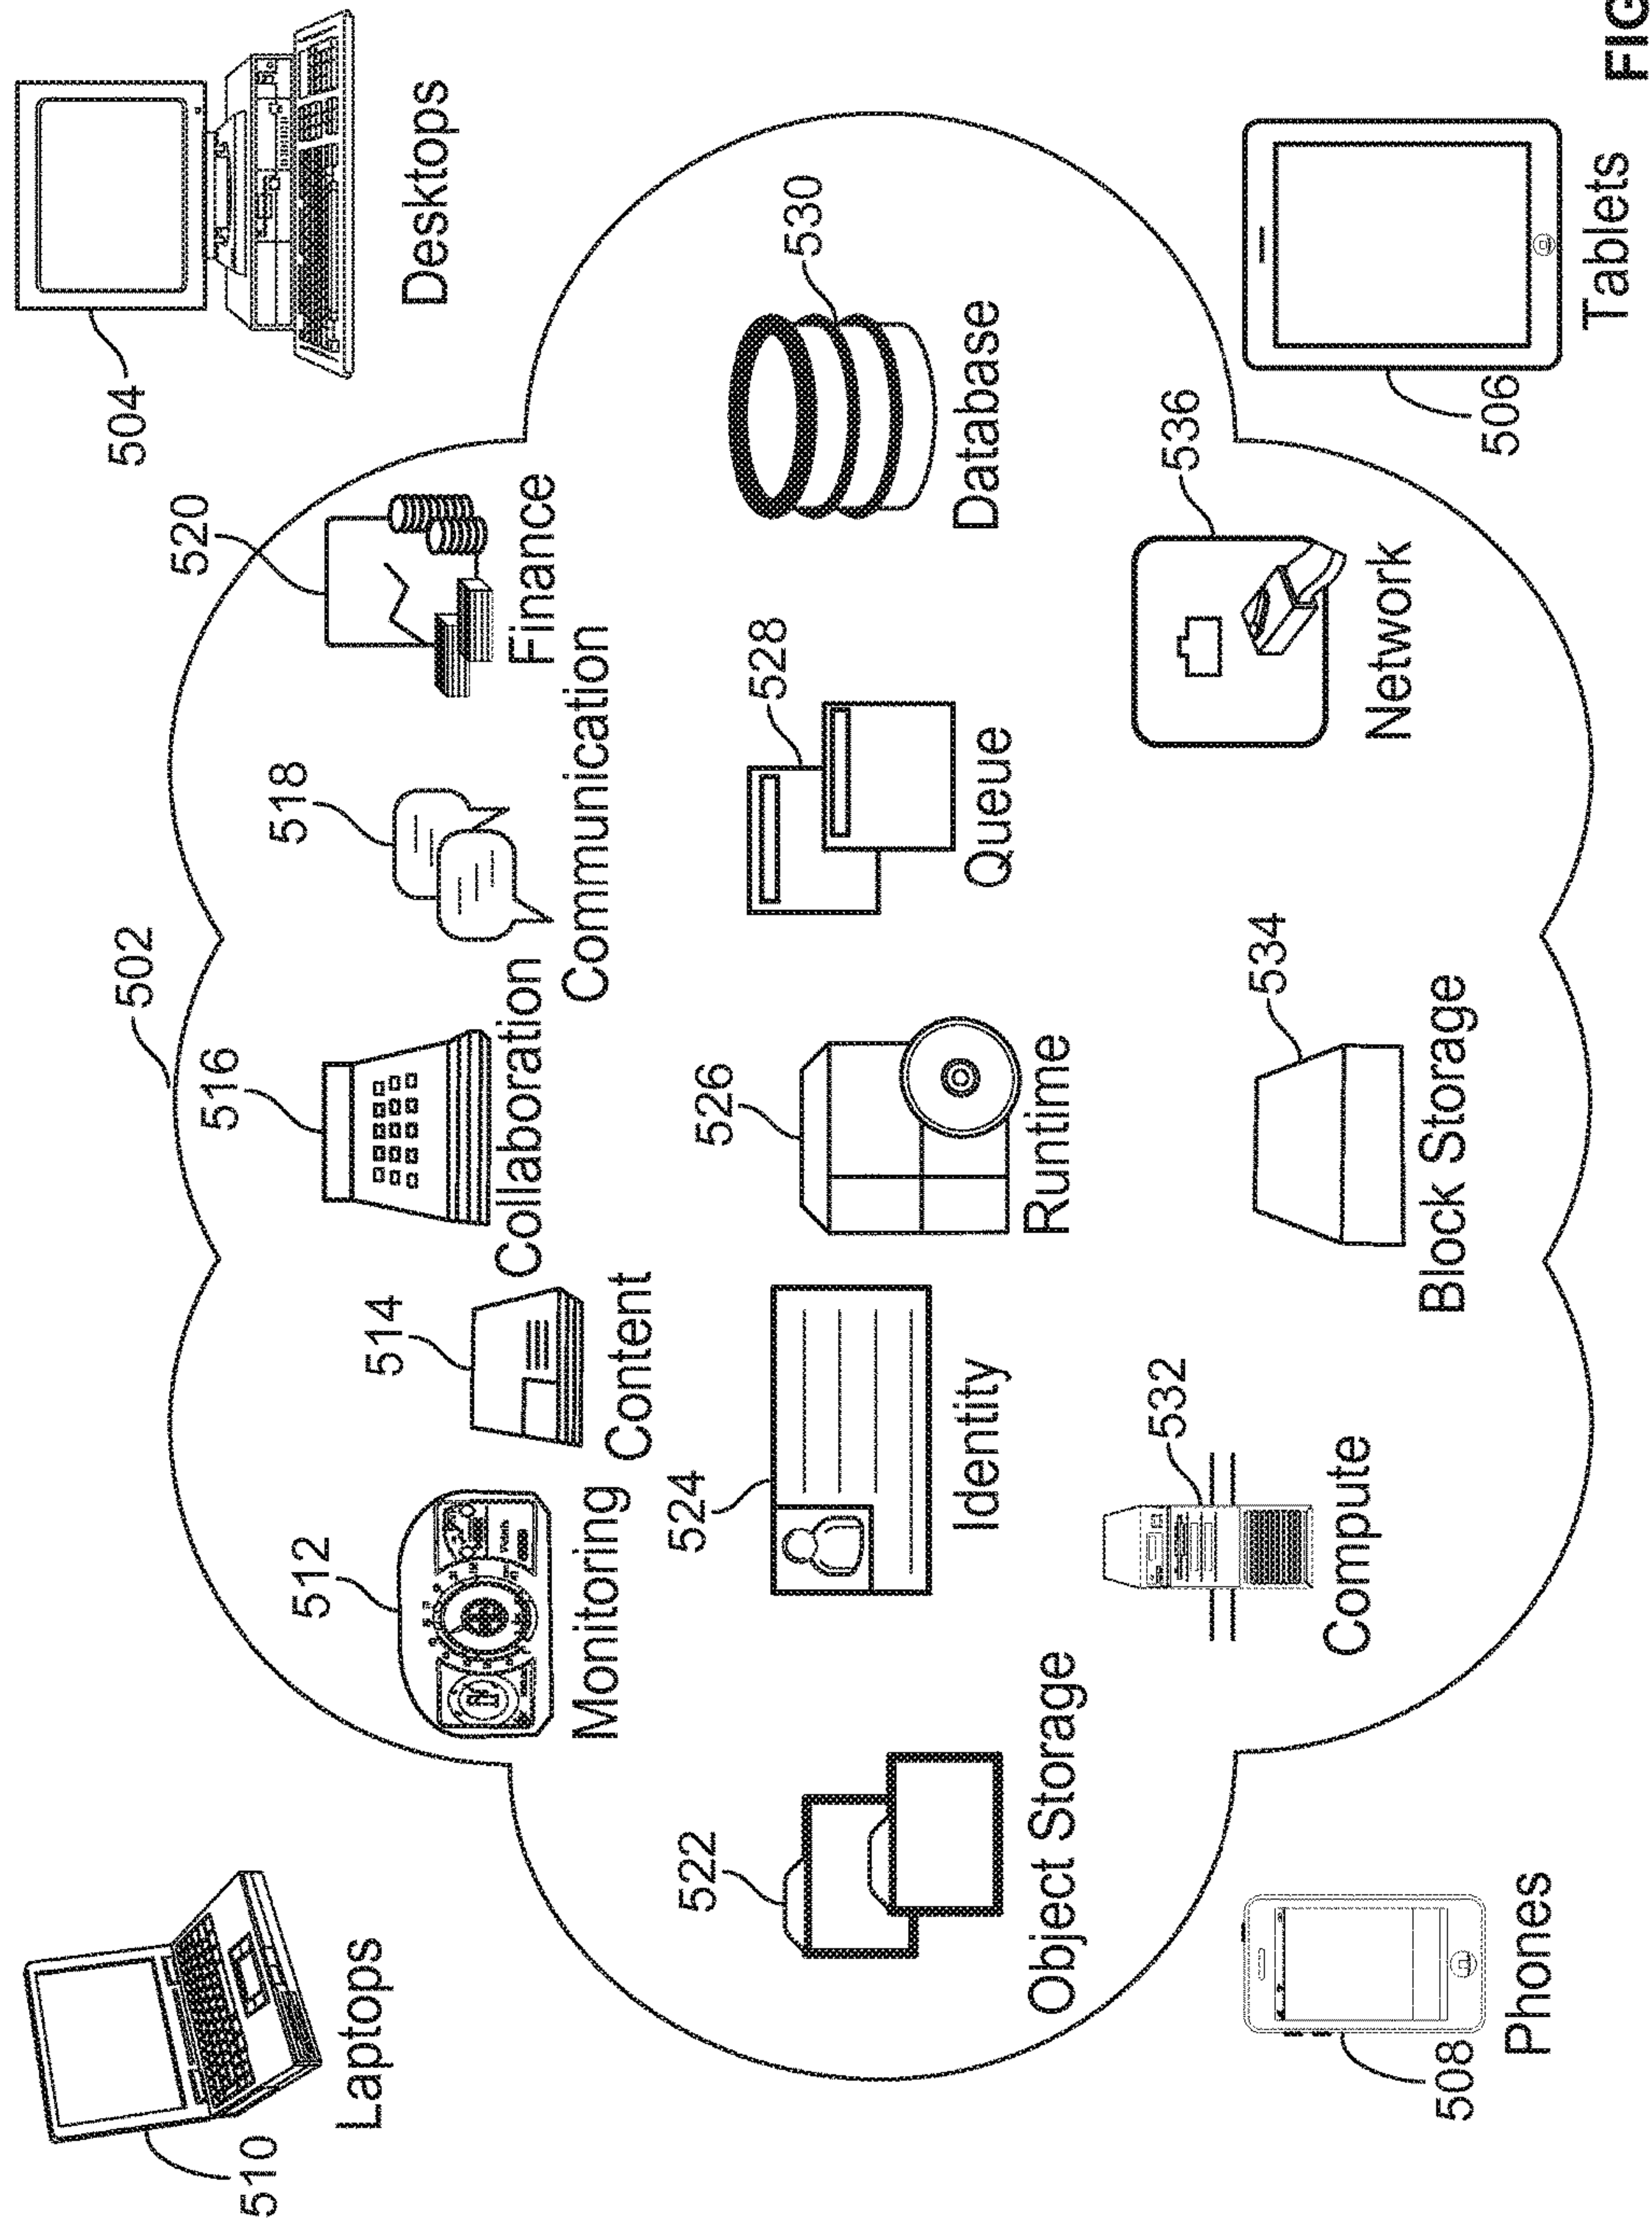 510
Laptops
504
Desktops
502
512
Monitoring
514
Content
516
Collaboration
518
Communication
520
Finance
522
Object Storage
524
Identity
526
Runtime
528
Queue
530
Database
532
Compute
534
Block Storage
536
Network
508
Phones
506
Tablets
FIG